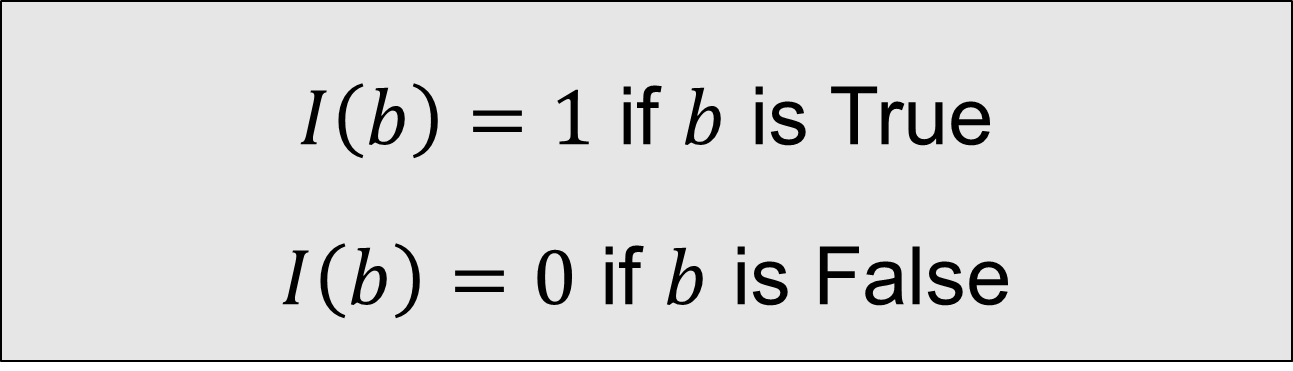 I(b) = 1 if b is True
I(b) = 0 if b is False